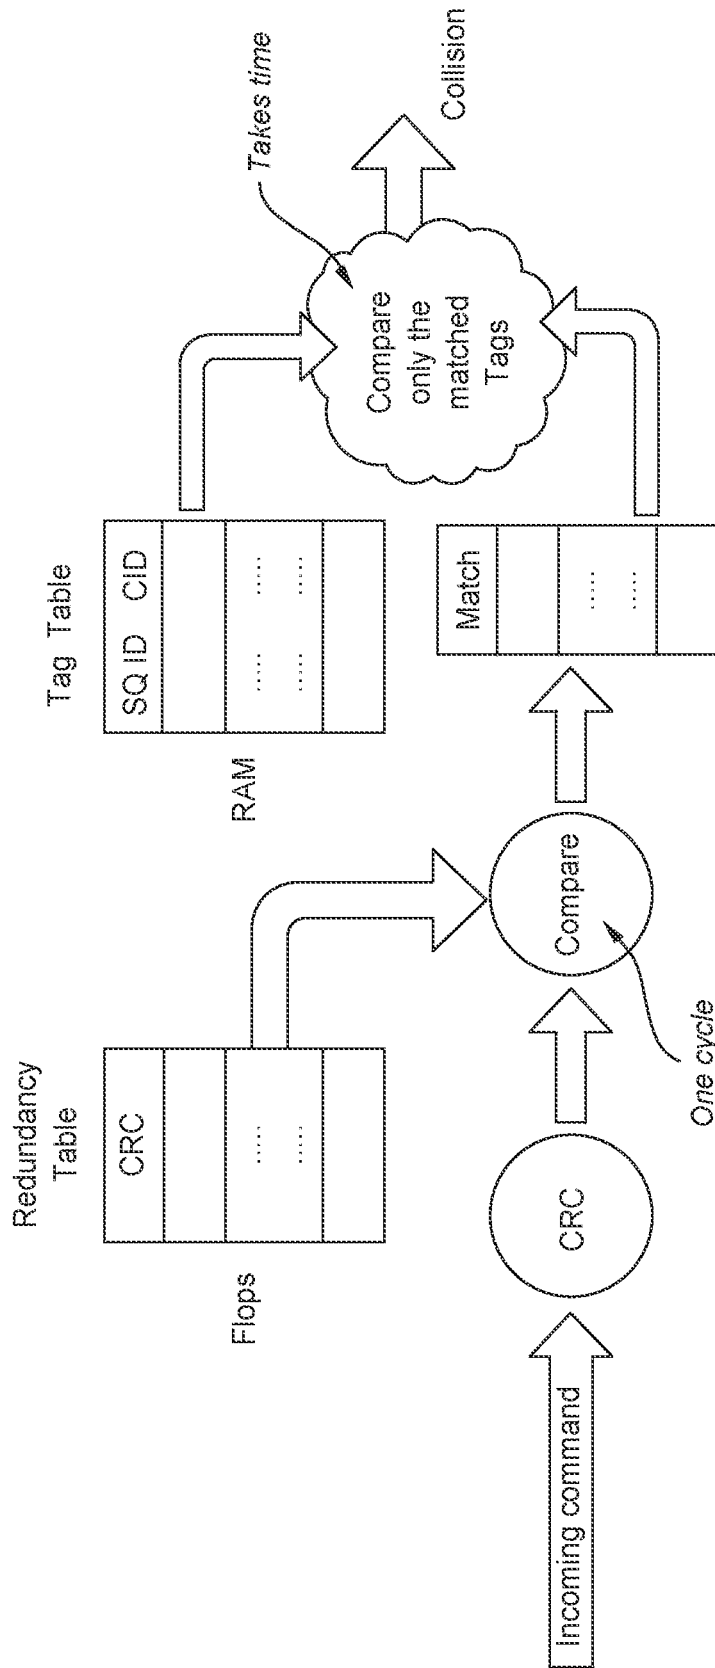 Redundancy
Table
CRC
.....
.....
Flops
Tag Table
SQ ID CID
..... .....
..... .....
RAM
Takes time
Compare
only the
matched
Tags
Collision
Incoming command
CRC
Compare
One cycle
Match
.....
.....